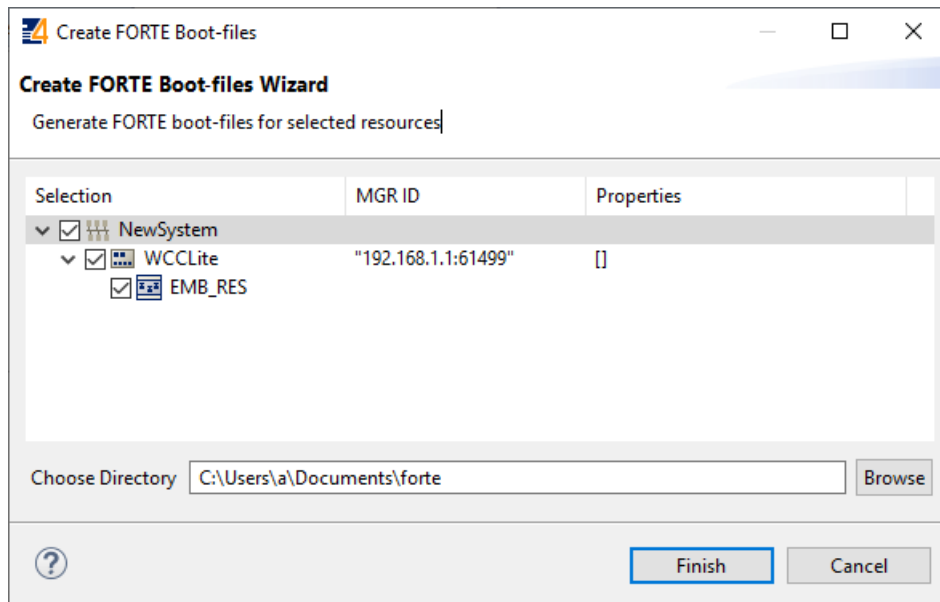 Create FORTE Boot-files
Create FORTE Boot-files Wizard
Generate FORTE boot-files for selected resources
Selection MGR ID Properties
NewSystem
WCCLite "192.168.1.1:61499" []
EMB_RES
Choose Directory C:\Users\a\Documents\forte Browse
? Finish Cancel